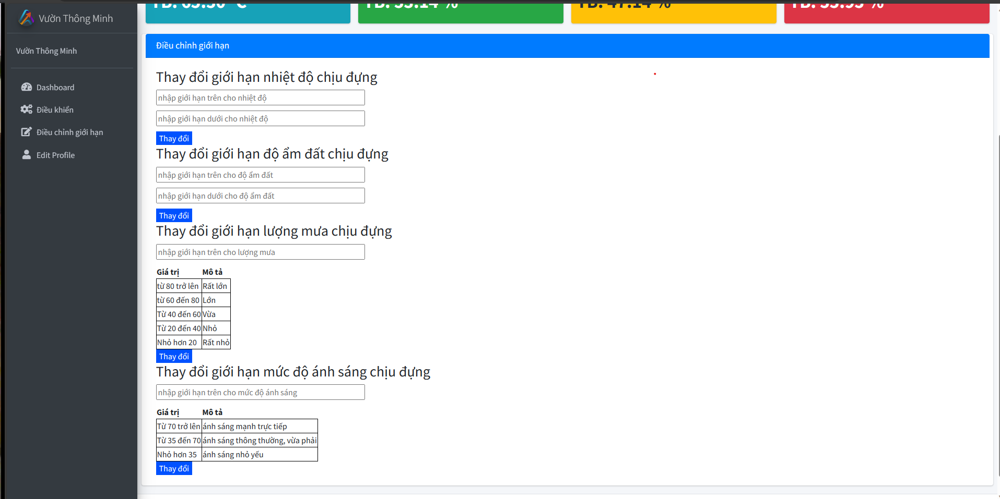 Vườn Thông Minh
Vườn Thông Minh
Dashboard
Điều khiển
Điều chỉnh giới hạn
Edit Profile
Điều chỉnh giới hạn
Thay đổi giới hạn nhiệt độ chịu đựng
nhập giới hạn trên cho nhiệt độ
nhập giới hạn dưới cho nhiệt độ
Thay đổi
Thay đổi giới hạn độ ẩm đất chịu đựng
nhập giới hạn trên cho độ ẩm đất
nhập giới hạn dưới cho độ ẩm đất
Thay đổi
Thay đổi giới hạn lượng mưa chịu đựng
nhập giới hạn trên cho lượng mưa
Giá trị Mô tả
từ 80 trở lên Rất lớn
từ 60 đến 80 Lớn
Từ 40 đến 60 Vừa
Từ 20 đến 40 Nhỏ
Nhỏ hơn 20 Rất nhỏ
Thay đổi
Thay đổi giới hạn mức độ ánh sáng chịu đựng
nhập giới hạn trên cho mức độ ánh sáng
Giá trị Mô tả
Từ 70 trở lên ánh sáng mạnh trực tiếp
Từ 35 đến 70 ánh sáng thông thường, vừa phải
Nhỏ hơn 35 ánh sáng nhỏ yếu
Thay đổi